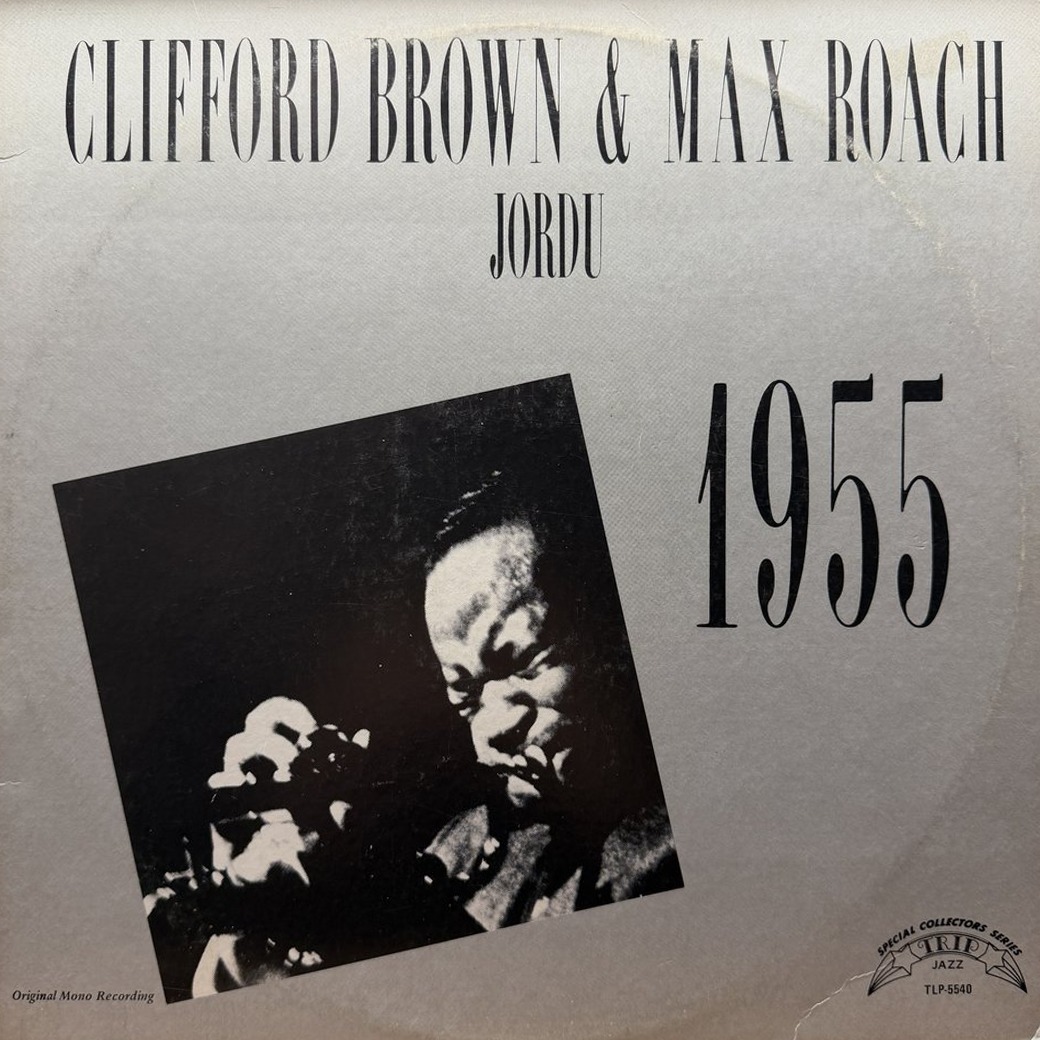 CLIFFORD BROWN & MAX ROACH
JORDU
1955
SPECIAL COLLECTORS SERIES
TRIP
JAZZ
TLP-5540
Original Mono Recording